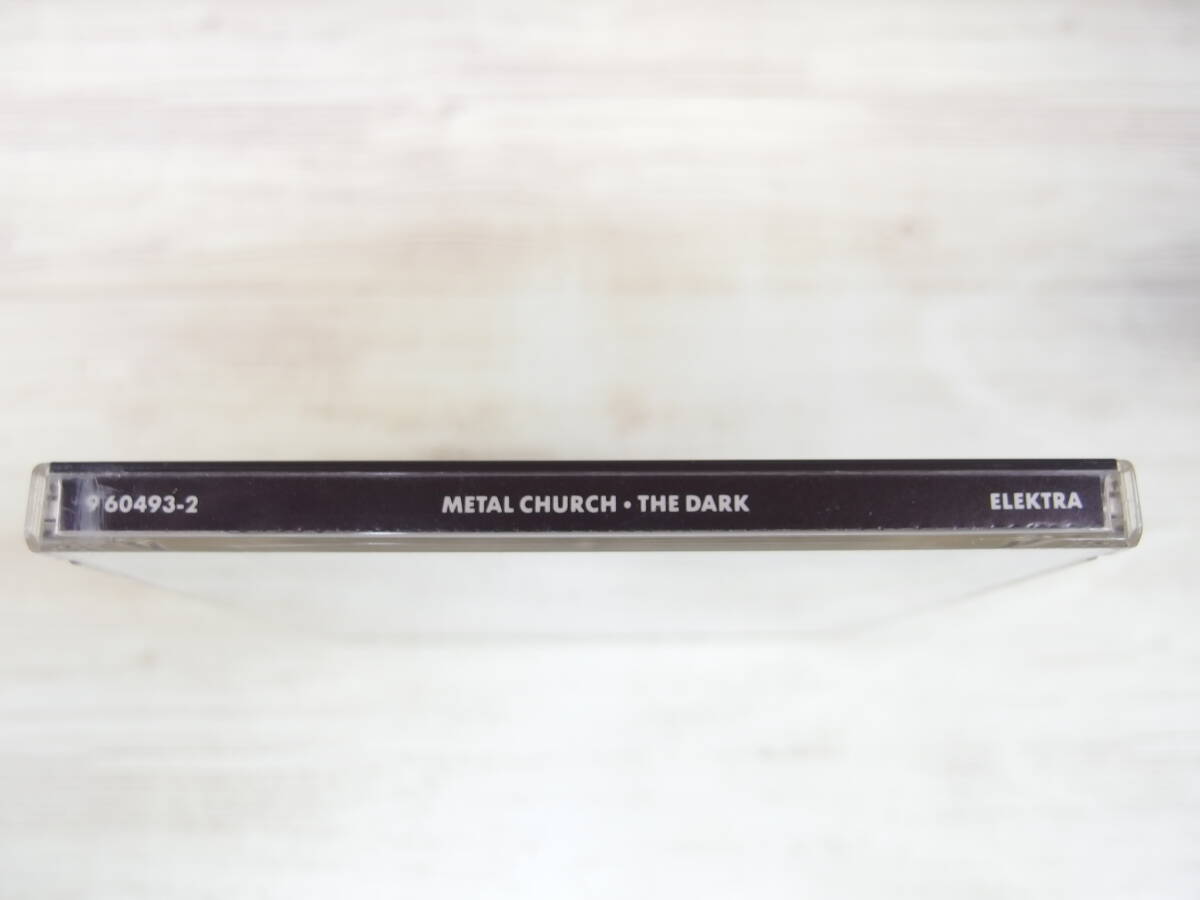 9 60493-2 METAL CHURCH • THE DARK ELEKTRA